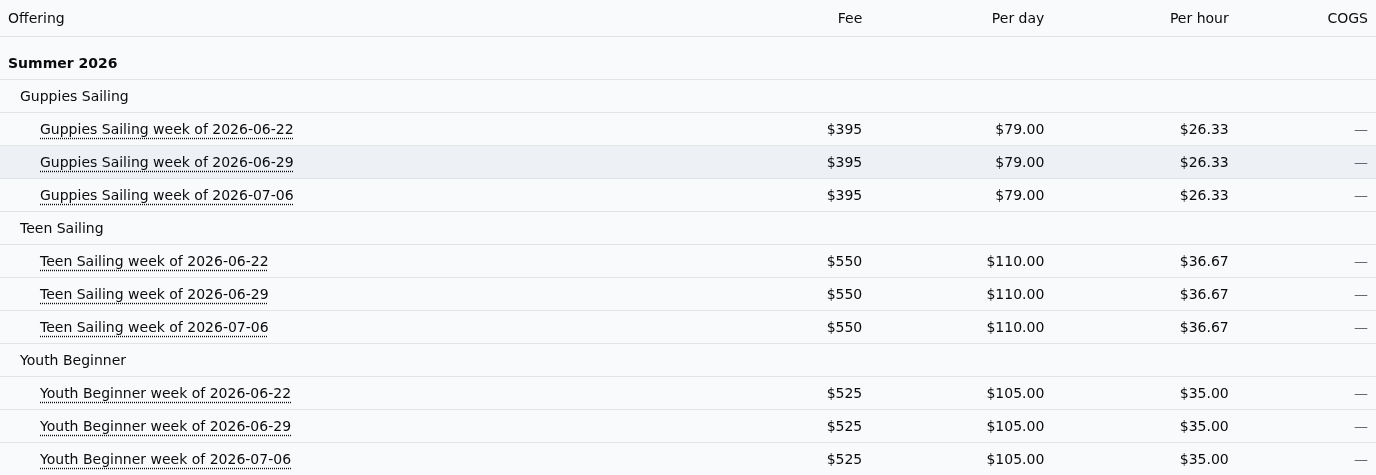 Offering Fee Per day Per hour COGS
Summer 2026
Guppies Sailing
Guppies Sailing week of 2026-06-22 $395 $79.00 $26.33 —
Guppies Sailing week of 2026-06-29 $395 $79.00 $26.33 —
Guppies Sailing week of 2026-07-06 $395 $79.00 $26.33 —
Teen Sailing
Teen Sailing week of 2026-06-22 $550 $110.00 $36.67 —
Teen Sailing week of 2026-06-29 $550 $110.00 $36.67 —
Teen Sailing week of 2026-07-06 $550 $110.00 $36.67 —
Youth Beginner
Youth Beginner week of 2026-06-22 $525 $105.00 $35.00 —
Youth Beginner week of 2026-06-29 $525 $105.00 $35.00 —
Youth Beginner week of 2026-07-06 $525 $105.00 $35.00 —